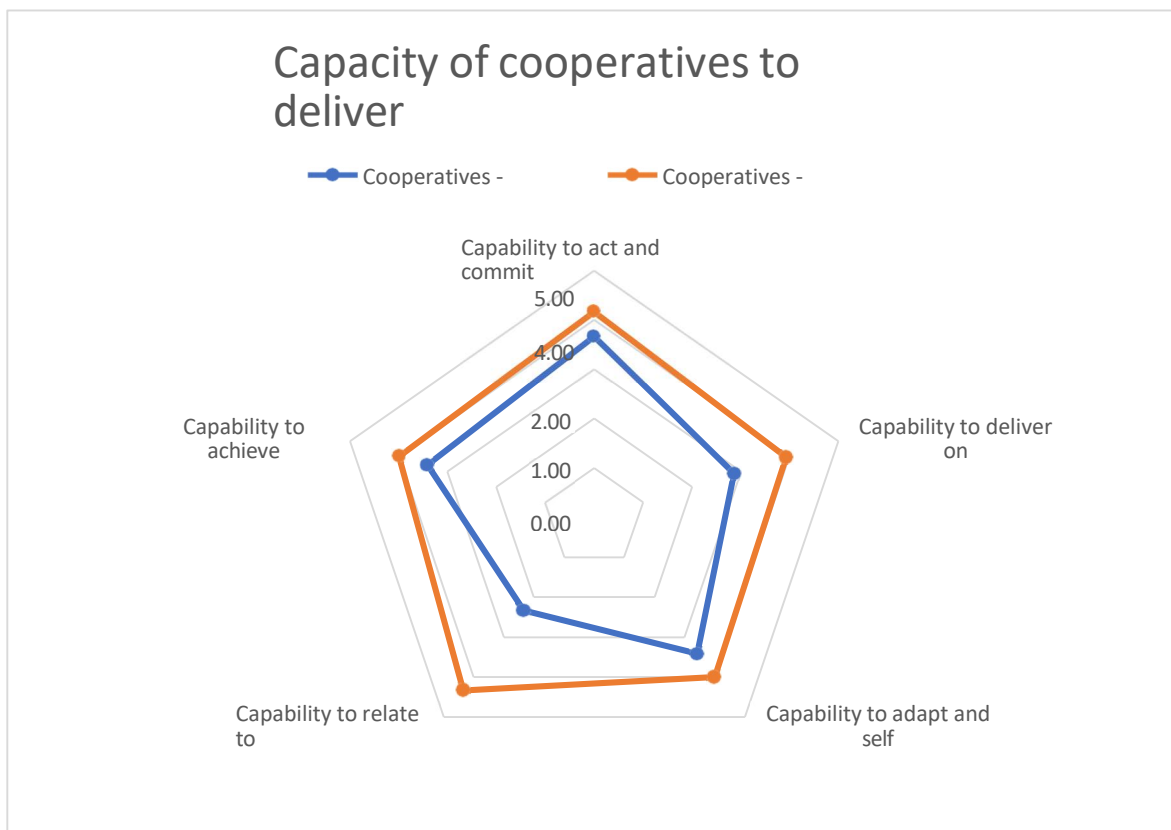 Capacity of cooperatives to
deliver
Cooperatives -
Cooperatives -
Capability to act and
commit
5.00
4.00
2.00
1.00
0.00
Capability to deliver
on
Capability to adapt and
self
Capability to relate
to
Capability to
achieve